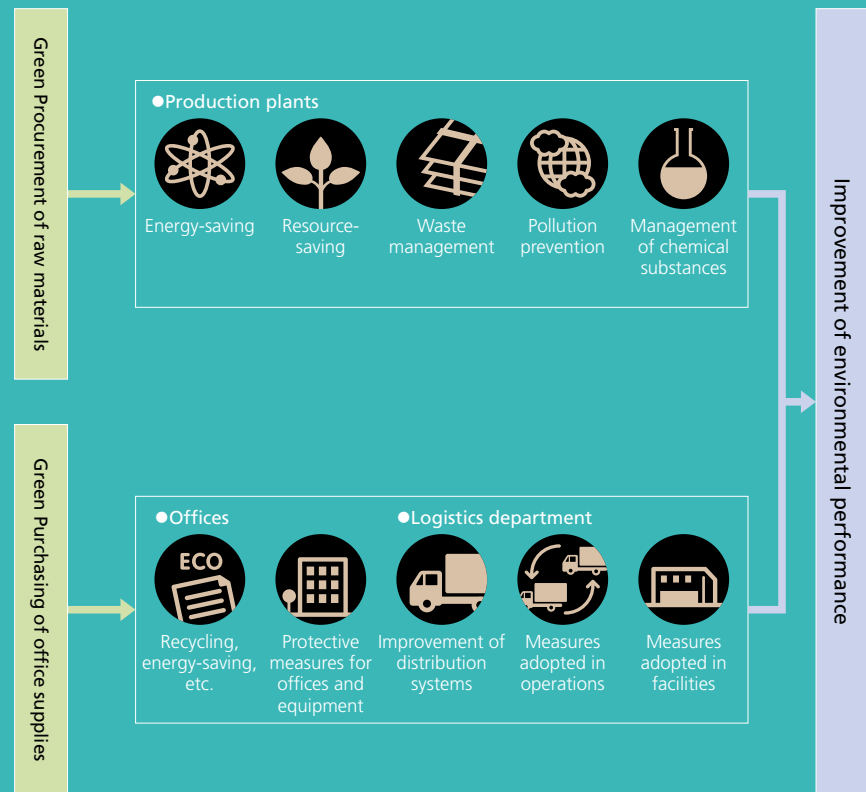 Green Procurement of raw materials
●Production plants
Energy-saving
Resource-
saving
Waste
management
Pollution
prevention
Management
of chemical
substances
Green Purchasing of office supplies
●Offices
ECO
Recycling,
energy-saving,
etc.
Protective
measures for
offices and
equipment
●Logistics department
Improvement of
distribution
systems
Measures
adopted in
operations
Measures
adopted in
facilities
Improvement of environmental performance